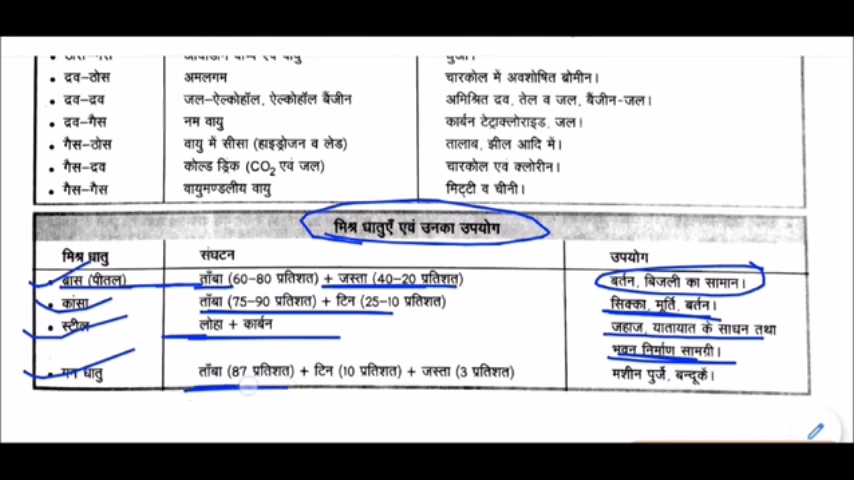 • द्रव-ठोस अमलगम चारकोल में अवशोषित ब्रोमीन।
• द्रव-द्रव जल-ऐल्कोहॉल, ऐल्कोहॉल बैंजीन अमिश्रित द्रव, तेल व जल, बैंजीन-जल।
• द्रव-गैस नम वायु कार्बन टेट्राक्लोराइड, जल।
• गैस-ठोस वायु में सीसा (हाइड्रोजन व लेड) तालाब, झील आदि में।
• गैस-द्रव कोल्ड ड्रिंक (CO2 एवं जल) चारकोल एवं क्लोरीन।
• गैस-गैस वायुमण्डलीय वायु मिट्टी व चीनी।
मिश्र धातुएँ एवं उनका उपयोग
मिश्र धातु संघटन उपयोग
• ब्रास (पीतल) ताँबा (60-80 प्रतिशत) + जस्ता (40-20 प्रतिशत) बर्तन, बिजली का सामान।
• कांसा ताँबा (75-90 प्रतिशत) + टिन (25-10 प्रतिशत) सिक्का, मूर्ति, बर्तन।
• स्टील लोहा + कार्बन जहाज, यातायात के साधन तथा
भवन निर्माण सामग्री।
• गन धातु ताँबा (87 प्रतिशत) + टिन (10 प्रतिशत) + जस्ता (3 प्रतिशत) मशीन पुर्जे, बन्दूकें।